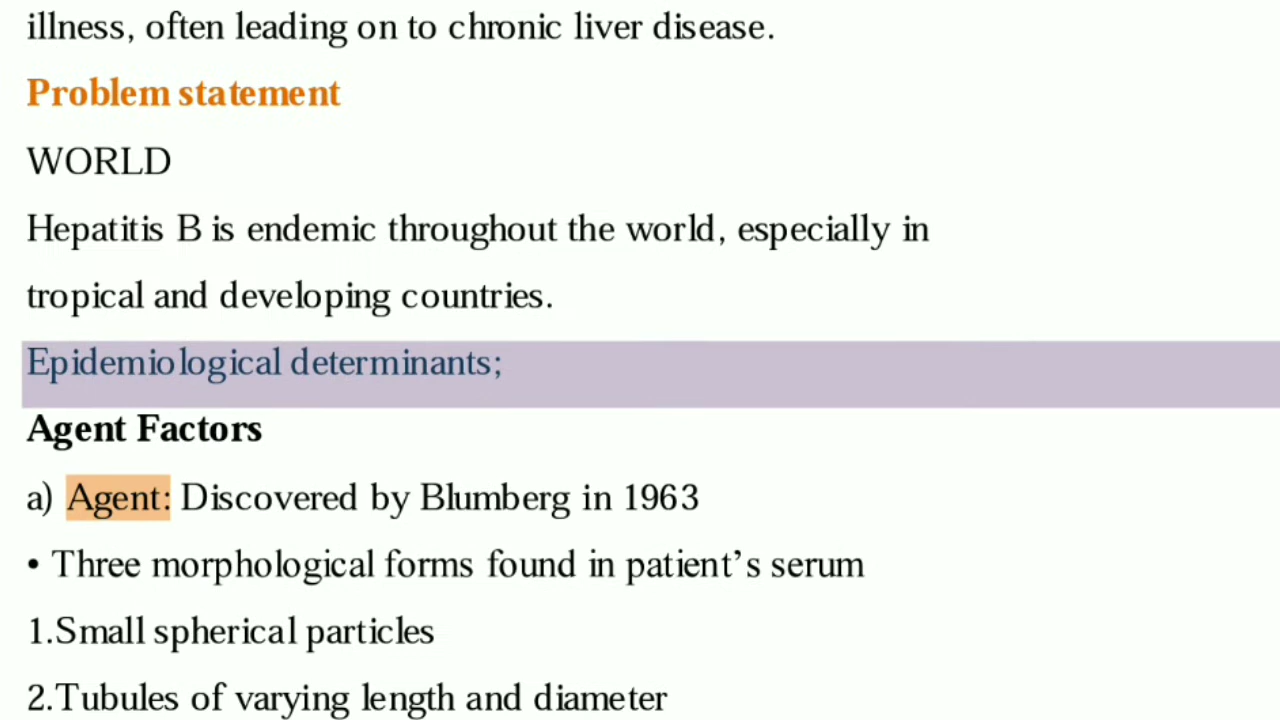 illness, often leading on to chronic liver disease.
Problem statement
WORLD
Hepatitis B is endemic throughout the world, especially in
tropical and developing countries.
Epidemiological determinants;
Agent Factors
a) Agent: Discovered by Blumberg in 1963
• Three morphological forms found in patient’s serum
1.Small spherical particles
2.Tubules of varying length and diameter